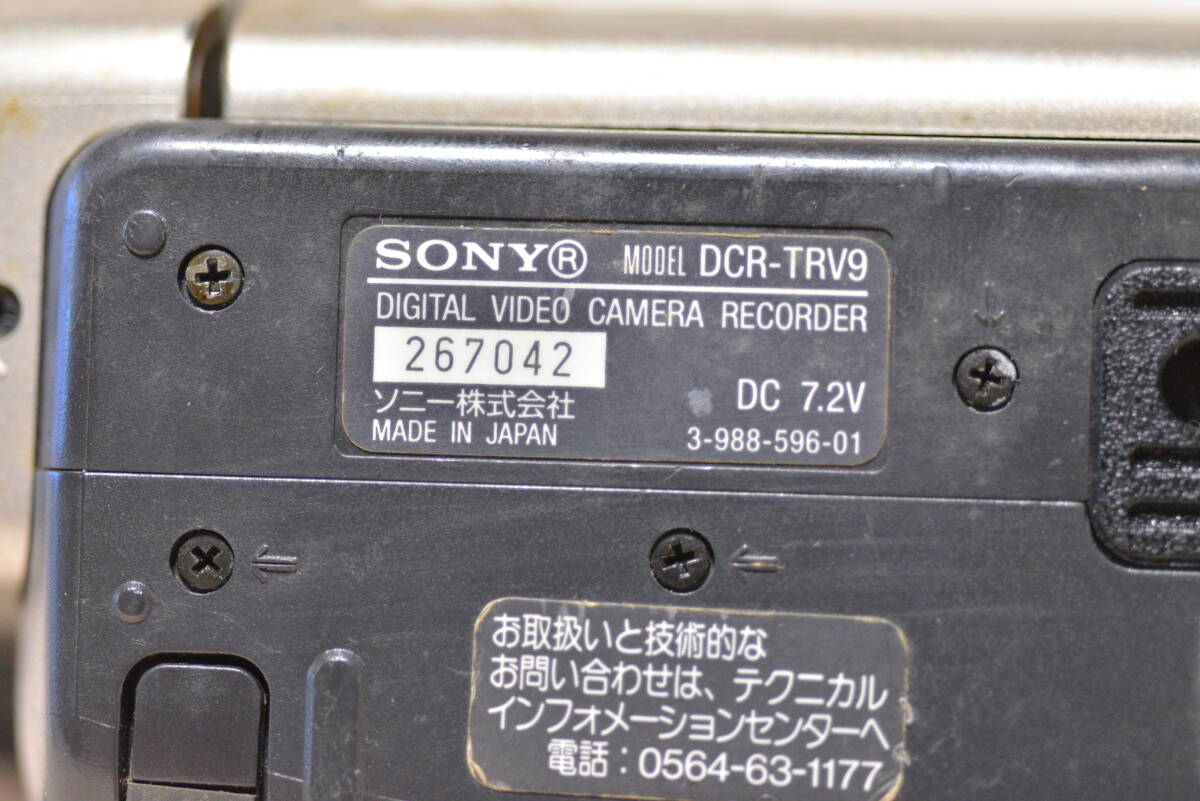 SONY® MODEL DCR-TRV9
DIGITAL VIDEO CAMERA RECORDER
267042
ソニー株式会社
DC 7.2V
MADE IN JAPAN
3-988-596-01
お取扱いと技術的な
お問い合わせは、テクニカル
インフォメーションセンターへ
電話：0564-63-1177